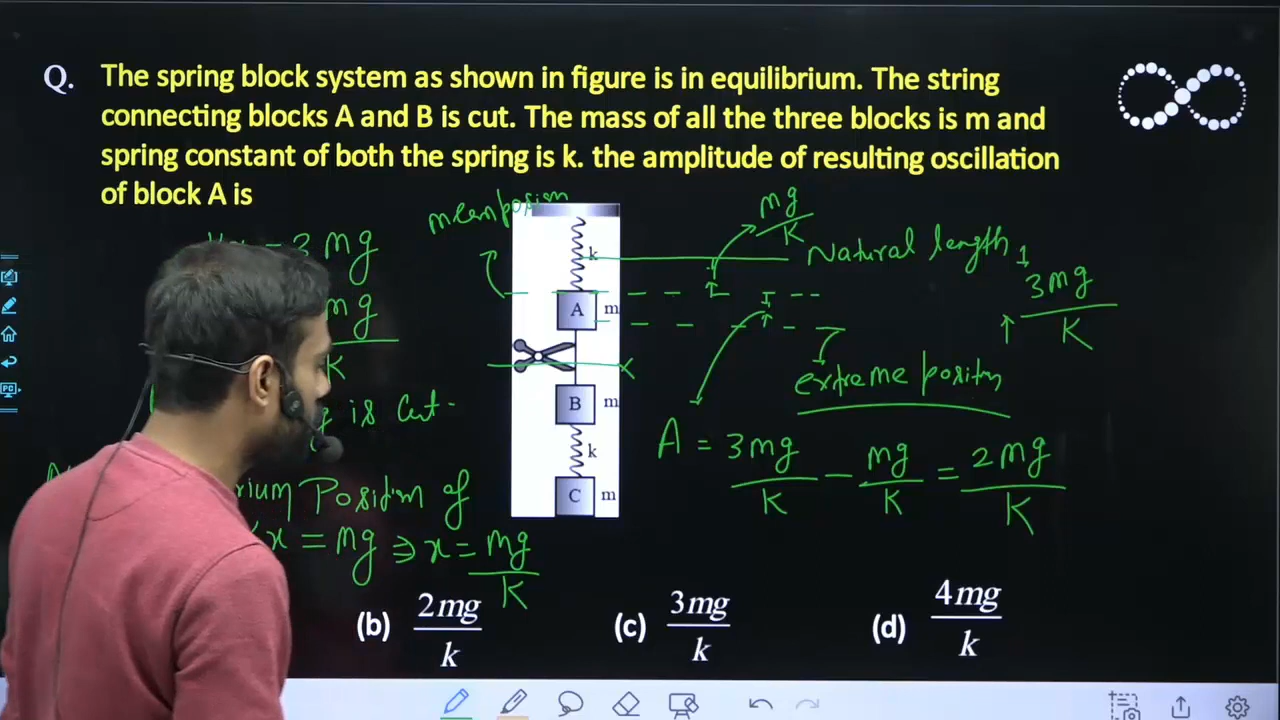 Q. The spring block system as shown in figure is in equilibrium. The string
connecting blocks A and B is cut. The mass of all the three blocks is m and
spring constant of both the spring is k. the amplitude of resulting oscillation
of block A is
= 3mg
mg
K
is cut.
Position of
x = mg ⇒ x = mg/K
mean
k
A m
B m
k
C m
mg/K
Natural length
3mg/K
extreme position
A = 3mg/K - mg/K = 2mg/K
(b) 2mg/k (c) 3mg/k (d) 4mg/k